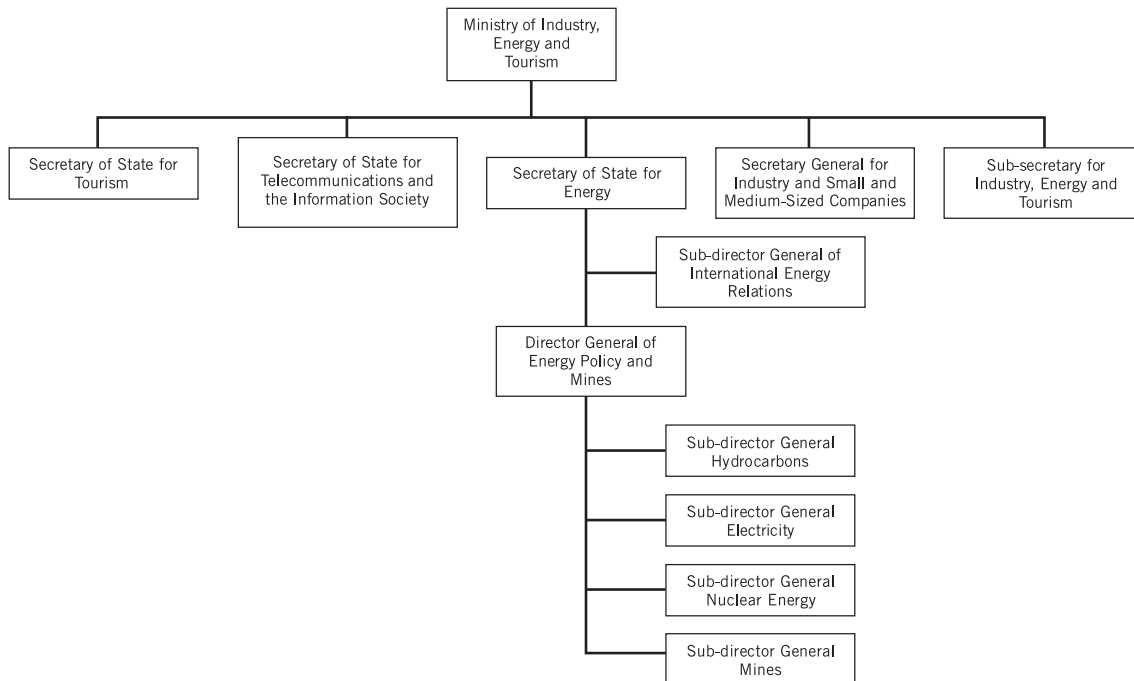 Ministry of Industry,
Energy and
Tourism
Secretary of State for
Tourism
Secretary of State for
Telecommunications and
the Information Society
Secretary of State for
Energy
Secretary General for
Industry and Small and
Medium-Sized Companies
Sub-secretary for
Industry, Energy and
Tourism
Sub-director General of
International Energy
Relations
Director General of
Energy Policy and
Mines
Sub-director General
Hydrocarbons
Sub-director General
Electricity
Sub-director General
Nuclear Energy
Sub-director General
Mines